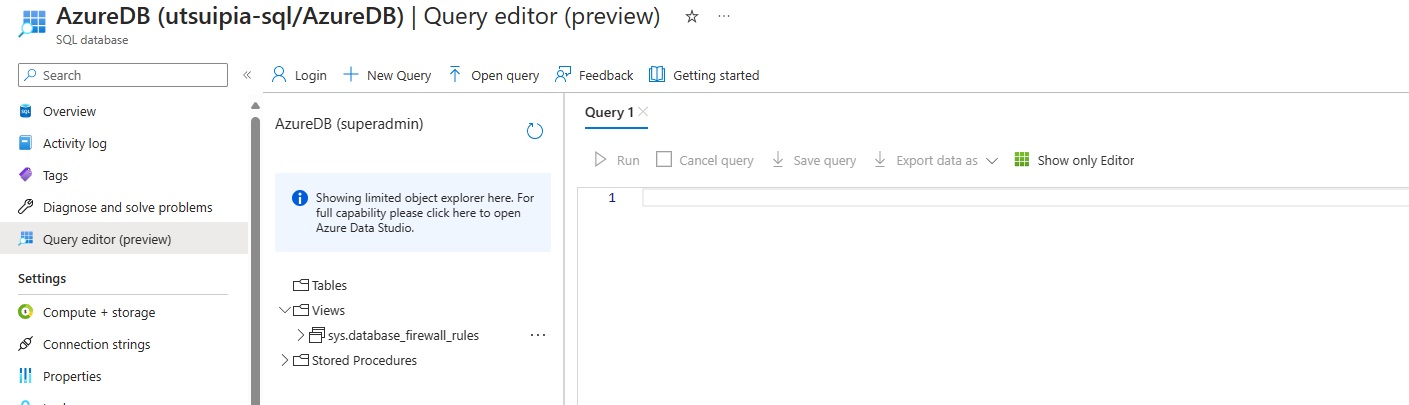 AzureDB (utsuipia-sql/AzureDB) | Query editor (preview)
SQL database
Search
Login
New Query
Open query
Feedback
Getting started
Overview
Activity log
Tags
Diagnose and solve problems
Query editor (preview)
Settings
Compute + storage
Connection strings
Properties
AzureDB (superadmin)
Showing limited object explorer here. For
full capability please click here to open
Azure Data Studio.
Tables
Views
sys.database_firewall_rules
Stored Procedures
Query 1
Run
Cancel query
Save query
Export data as
Show only Editor
1